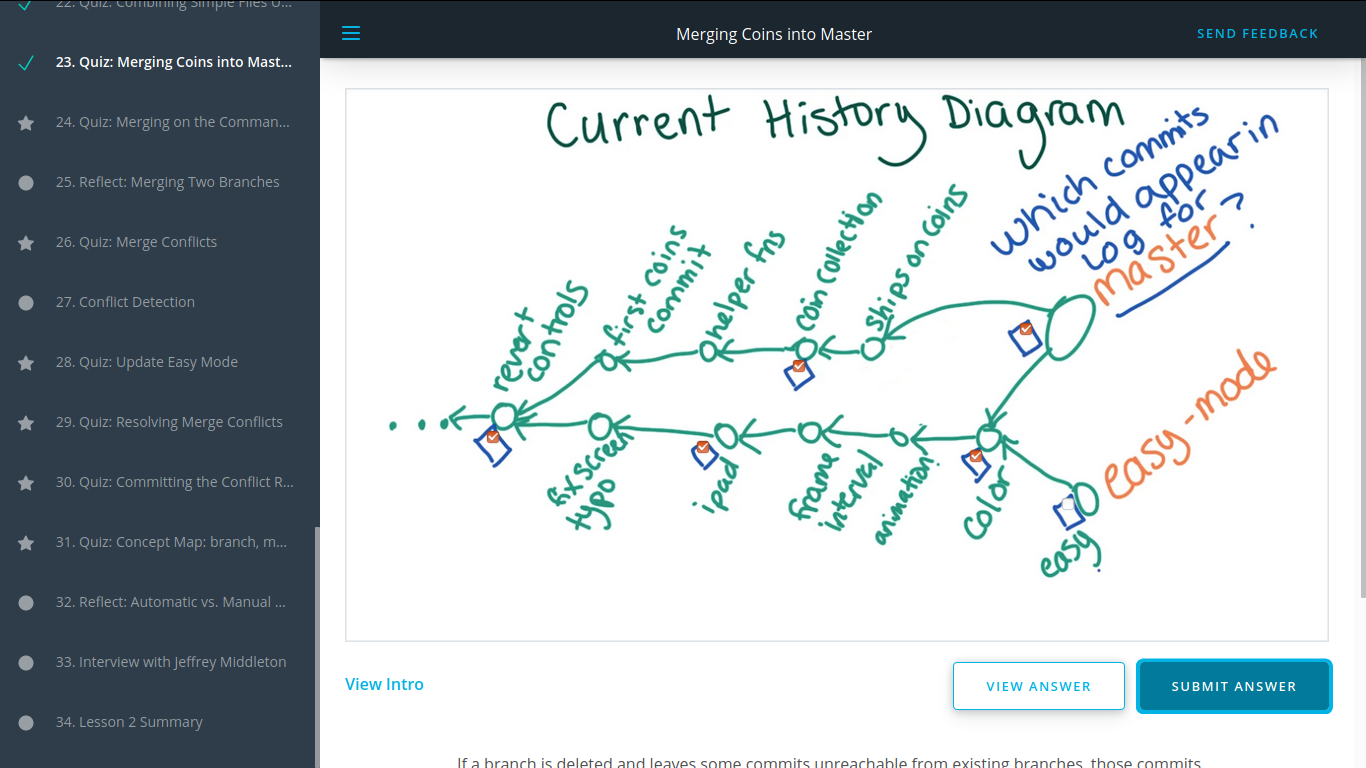 22. Quiz: Combining Simple Files U...
23. Quiz: Merging Coins into Mast...
24. Quiz: Merging on the Comman...
25. Reflect: Merging Two Branches
26. Quiz: Merge Conflicts
27. Conflict Detection
28. Quiz: Update Easy Mode
29. Quiz: Resolving Merge Conflicts
30. Quiz: Committing the Conflict R...
31. Quiz: Concept Map: branch, m...
32. Reflect: Automatic vs. Manual ...
33. Interview with Jeffrey Middleton
34. Lesson 2 Summary
Merging Coins into Master
SEND FEEDBACK
Current History Diagram
which commits
would appear in
log for
master?
revert
controls
first coins
commit
helper fns
coin collection
ships on coins
fix screen
typo
ipad
frame
interval
animation?
color
easy?
easy-mode
View Intro
VIEW ANSWER
SUBMIT ANSWER
If a branch is deleted and leaves some commits unreachable from existing branches, those commits